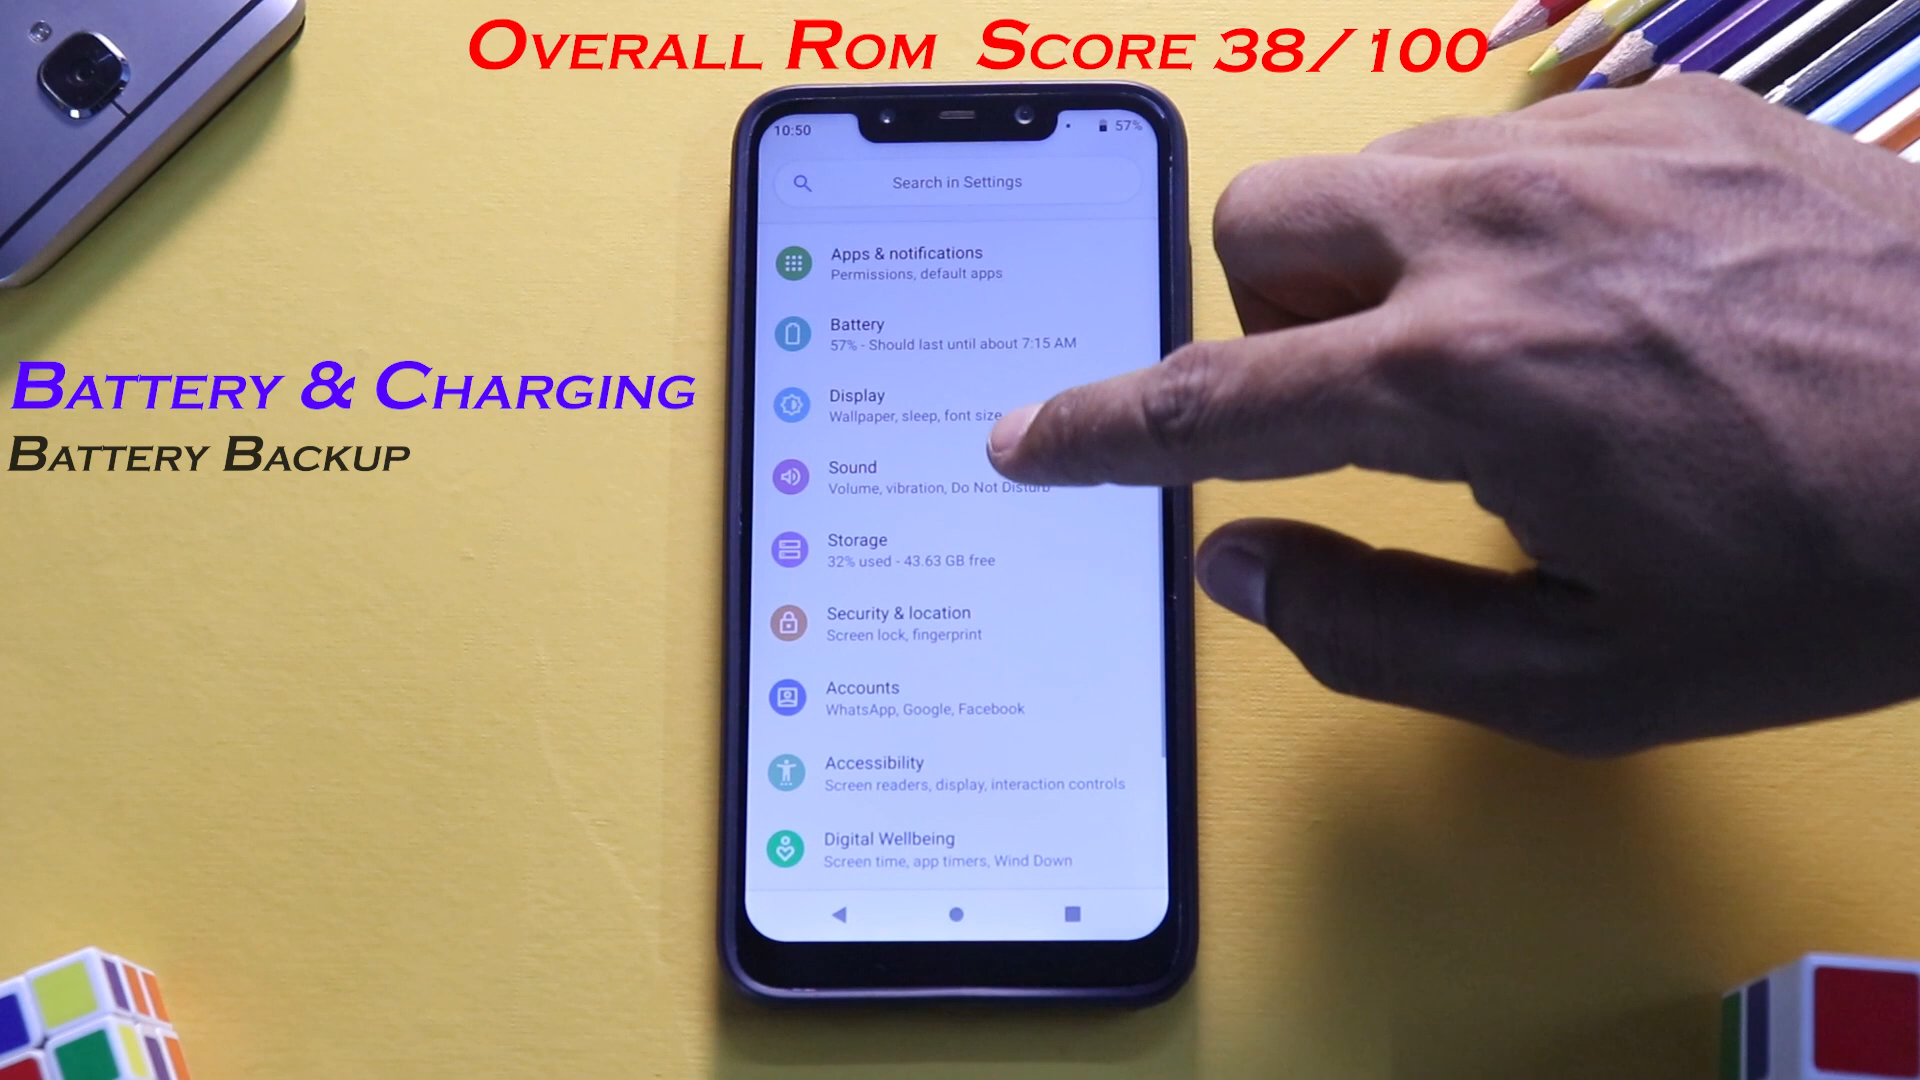 OVERALL ROM SCORE 38/100
10:50
57%
Search in Settings
Apps & notifications
Permissions, default apps
Battery
57% - Should last until about 7:15 AM
BATTERY & CHARGING
Display
Wallpaper, sleep, font size
BATTERY BACKUP
Sound
Volume, vibration, Do Not Disturb
Storage
32% used - 43.63 GB free
Security & location
Screen lock, fingerprint
Accounts
WhatsApp, Google, Facebook
Accessibility
Screen readers, display, interaction controls
Digital Wellbeing
Screen time, app timers, Wind Down